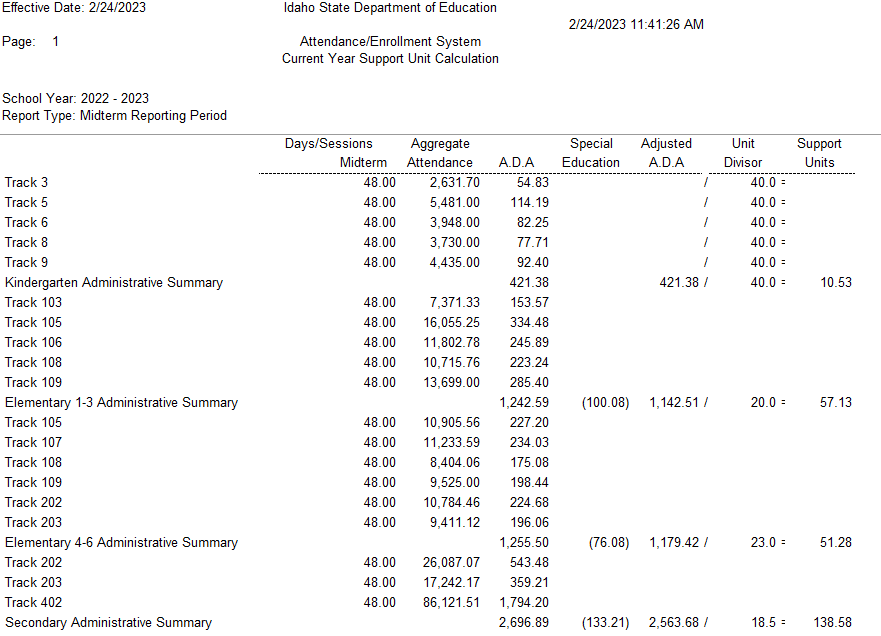 Effective Date: 2/24/2023 Idaho State Department of Education
2/24/2023 11:41:26 AM
Page: 1 Attendance/Enrollment System
Current Year Support Unit Calculation
School Year: 2022 - 2023
Report Type: Midterm Reporting Period
Days/Sessions Aggregate Special Adjusted Unit Support
Midterm Attendance A.D.A Education A.D.A Divisor Units
Track 3 48.00 2,631.70 54.83 / 40.0 =
Track 5 48.00 5,481.00 114.19 / 40.0 =
Track 6 48.00 3,948.00 82.25 / 40.0 =
Track 8 48.00 3,730.00 77.71 / 40.0 =
Track 9 48.00 4,435.00 92.40 / 40.0 =
Kindergarten Administrative Summary 421.38 421.38 / 40.0 = 10.53
Track 103 48.00 7,371.33 153.57
Track 105 48.00 16,055.25 334.48
Track 106 48.00 11,802.78 245.89
Track 108 48.00 10,715.76 223.24
Track 109 48.00 13,699.00 285.40
Elementary 1-3 Administrative Summary 1,242.59 (100.08) 1,142.51 / 20.0 = 57.13
Track 105 48.00 10,905.56 227.20
Track 107 48.00 11,233.59 234.03
Track 108 48.00 8,404.06 175.08
Track 109 48.00 9,525.00 198.44
Track 202 48.00 10,784.46 224.68
Track 203 48.00 9,411.12 196.06
Elementary 4-6 Administrative Summary 1,255.50 (76.08) 1,179.42 / 23.0 = 51.28
Track 202 48.00 26,087.07 543.48
Track 203 48.00 17,242.17 359.21
Track 402 48.00 86,121.51 1,794.20
Secondary Administrative Summary 2,696.89 (133.21) 2,563.68 / 18.5 = 138.58